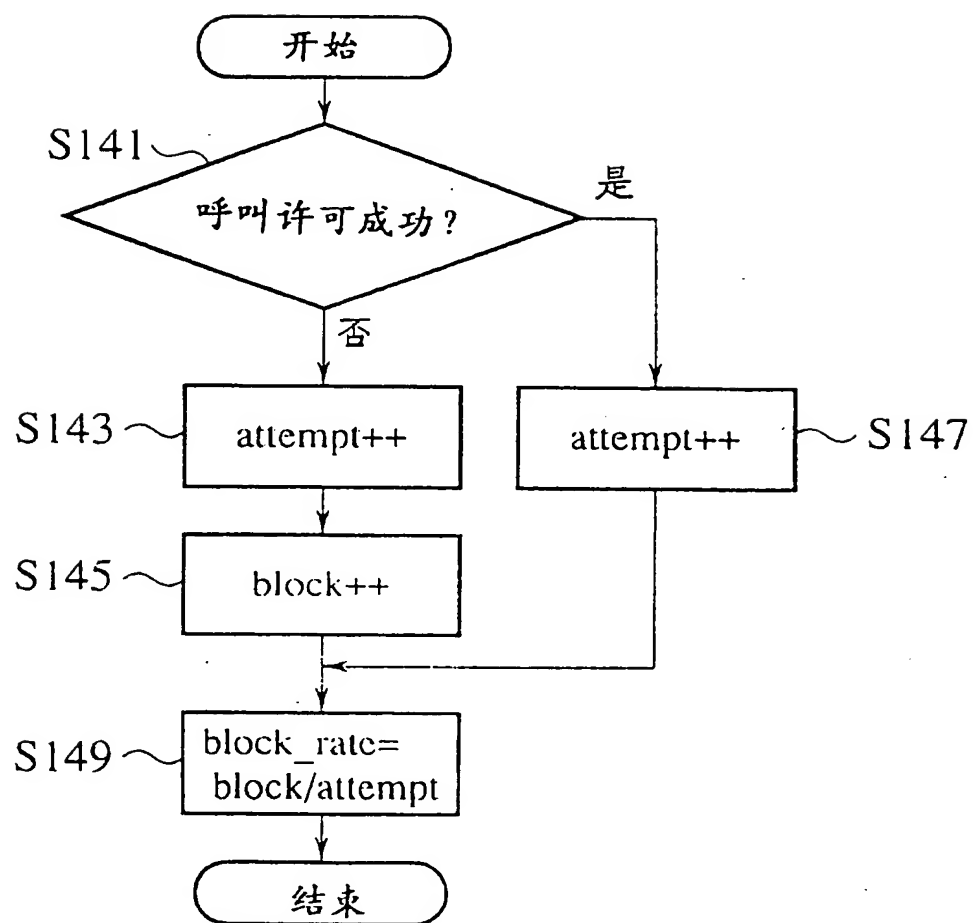 开始
S141
呼叫许可成功?
是
否
S143
attempt++
attempt++
S147
S145
block++
S149
block_rate=
block/attempt
结束